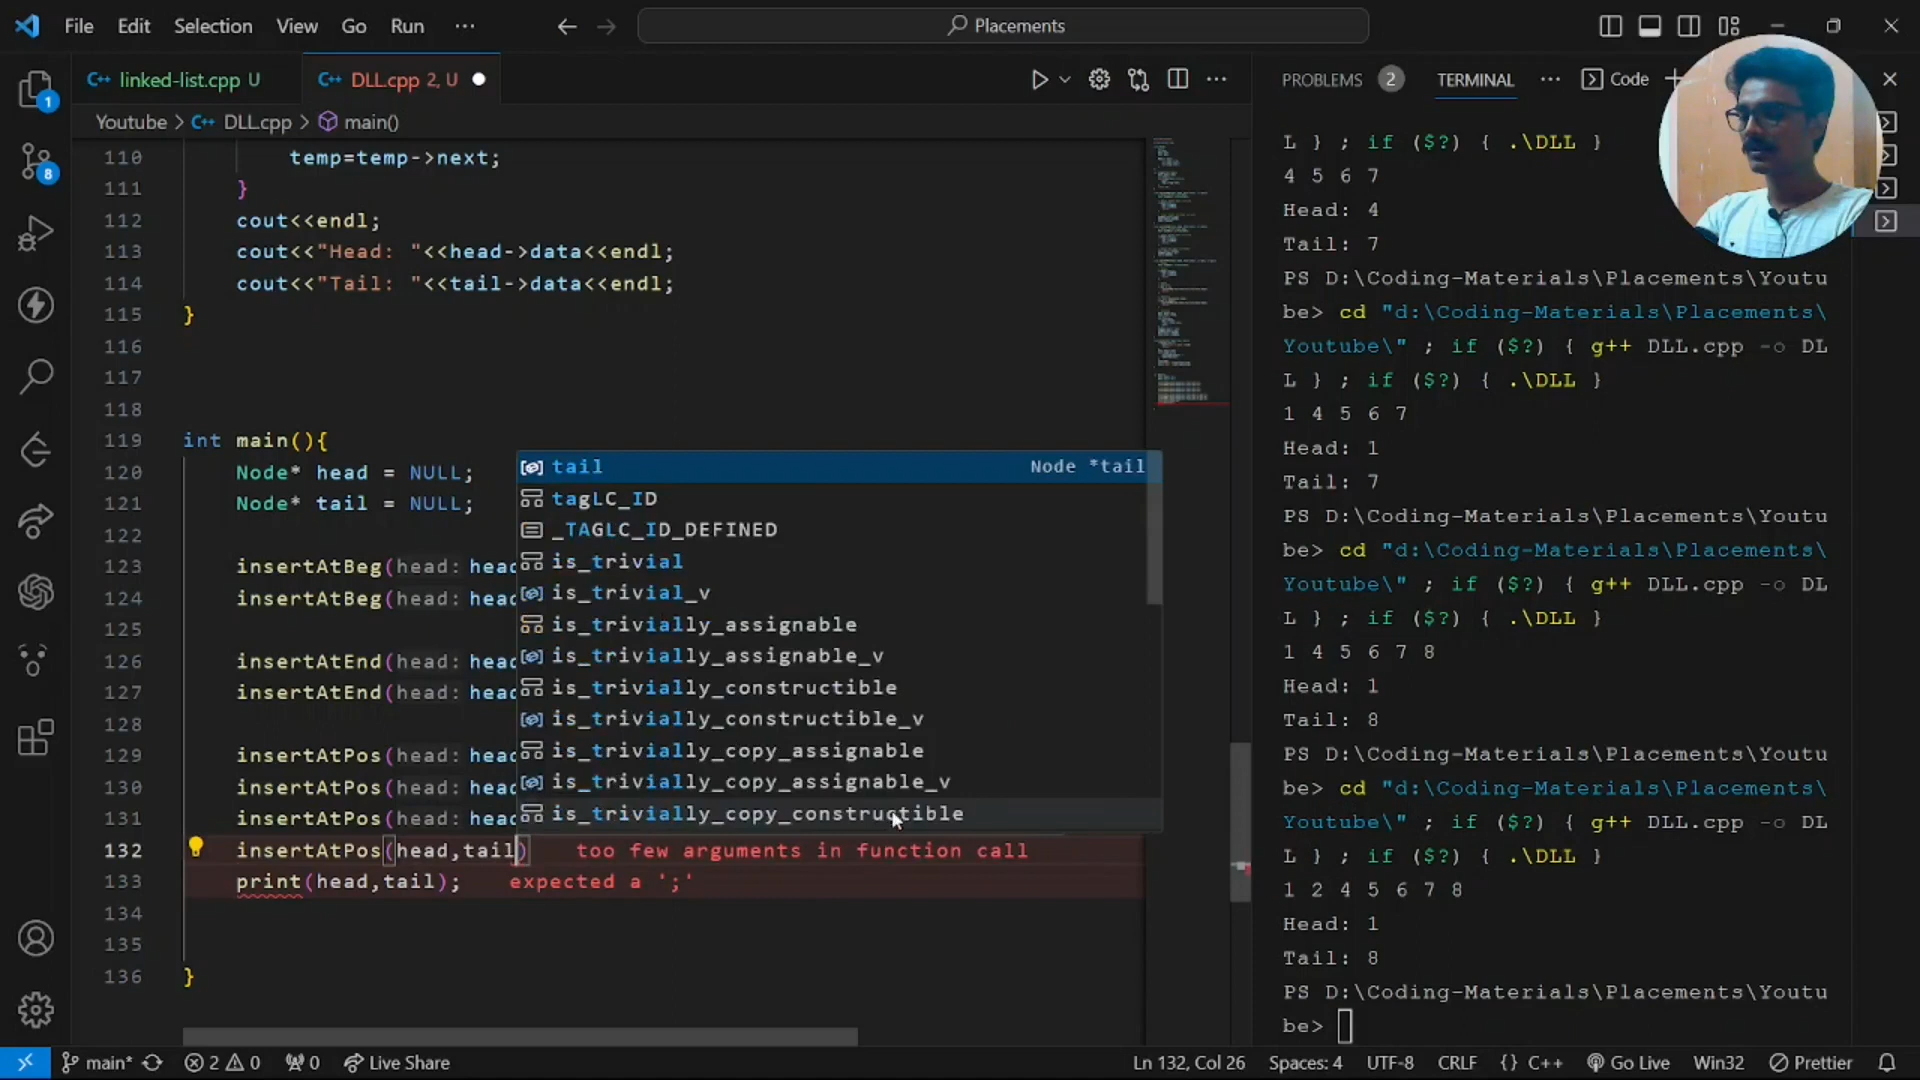 File Edit Selection View Go Run ··· Placements
linked-list.cpp U DLL.cpp 2, U
PROBLEMS 2 TERMINAL ··· Code
Youtube > DLL.cpp > main()
110 temp=temp->next;
111 }
112 cout<<endl;
113 cout<<"Head: "<<head->data<<endl;
114 cout<<"Tail: "<<tail->data<<endl;
115 }
116
117
118
119 int main(){
120 Node* head = NULL;
121 Node* tail = NULL;
122
123 insertAtBeg(head: head
124 insertAtBeg(head: head
125
126 insertAtEnd(head: head
127 insertAtEnd(head: head
128
129 insertAtPos(head: head
130 insertAtPos(head: head
131 insertAtPos(head: head
132 insertAtPos(head,tail) too few arguments in function call
133 print(head,tail); expected a ';'
134
135
136 }
tail Node *tail
tagLC_ID
_TAGLC_ID_DEFINED
is_trivial
is_trivial_v
is_trivially_assignable
is_trivially_assignable_v
is_trivially_constructible
is_trivially_constructible_v
is_trivially_copy_assignable
is_trivially_copy_assignable_v
is_trivially_copy_constructible
L } ; if ($?) { .\DLL }
4 5 6 7
Head: 4
Tail: 7
PS D:\Coding-Materials\Placements\Youtu
be> cd "d:\Coding-Materials\Placements\
Youtube\" ; if ($?) { g++ DLL.cpp -o DL
L } ; if ($?) { .\DLL }
1 4 5 6 7
Head: 1
Tail: 7
PS D:\Coding-Materials\Placements\Youtu
be> cd "d:\Coding-Materials\Placements\
Youtube\" ; if ($?) { g++ DLL.cpp -o DL
L } ; if ($?) { .\DLL }
1 4 5 6 7 8
Head: 1
Tail: 8
PS D:\Coding-Materials\Placements\Youtu
be> cd "d:\Coding-Materials\Placements\
Youtube\" ; if ($?) { g++ DLL.cpp -o DL
L } ; if ($?) { .\DLL }
1 2 4 5 6 7 8
Head: 1
Tail: 8
PS D:\Coding-Materials\Placements\Youtu
be>
1
8
main* 2 0 0 Live Share Ln 132, Col 26 Spaces: 4 UTF-8 CRLF {} C++ Go Live Win32 Prettier